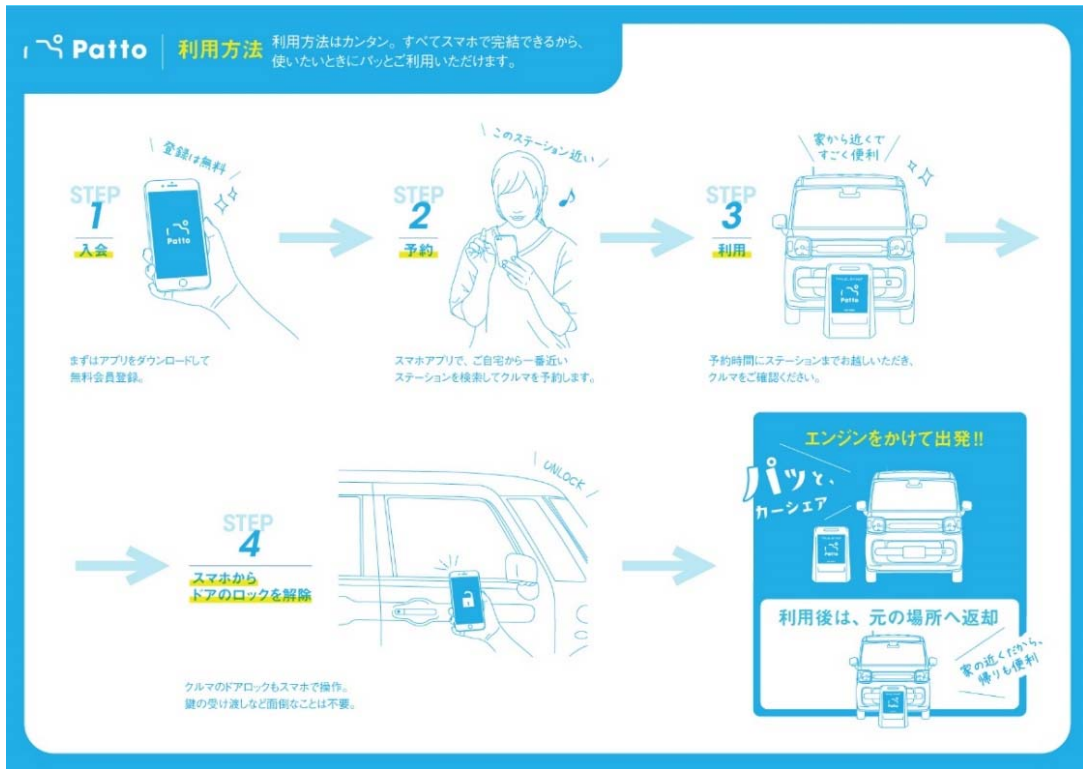 Patto
利用方法
利用方法はカンタン。すべてスマホで完結できるから、
使いたいときにパッとご利用いただけます。
STEP
1
入会
登録は無料
Patto
まずはアプリをダウンロードして
無料会員登録。
STEP
2
予約
このステーション近い
スマホアプリで、ご自宅から一番近い
ステーションを検索してクルマを予約します。
STEP
3
利用
家から近くて
すごく便利
Patto
予約時間にステーションまでお越しいただき、
クルマをご確認ください。
STEP
4
スマホから
ドアのロックを解除
UNLOCK
クルマのドアロックもスマホで操作。
鍵の受け渡しなど面倒なことは不要。
エンジンをかけて出発!!
パッと、
カーシェア
利用後は、元の場所へ返却
家の近くだから、
帰りも便利